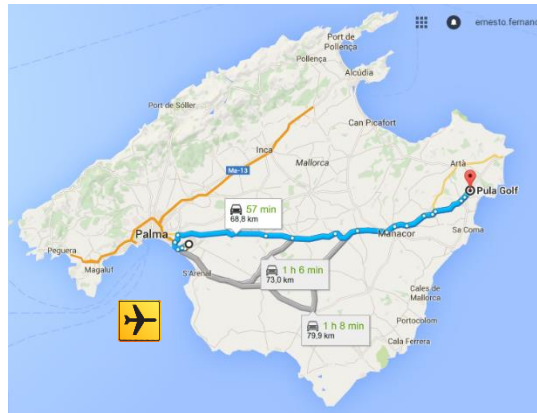 ernesto.fernand
Port de
Pollença
Pollença
Alcúdia
Port de Sóller
Can Picafort
Inca
Ma-13
Mallorca
Artà
Pula Golf
57 min
68,8 km
Palma
Manacor
Sa Coma
Peguera
Magaluf
S'Arenal
1 h 6 min
73,0 km
Cales de
Mallorca
1 h 8 min
79,9 km
Portocolom
Cala Ferrera